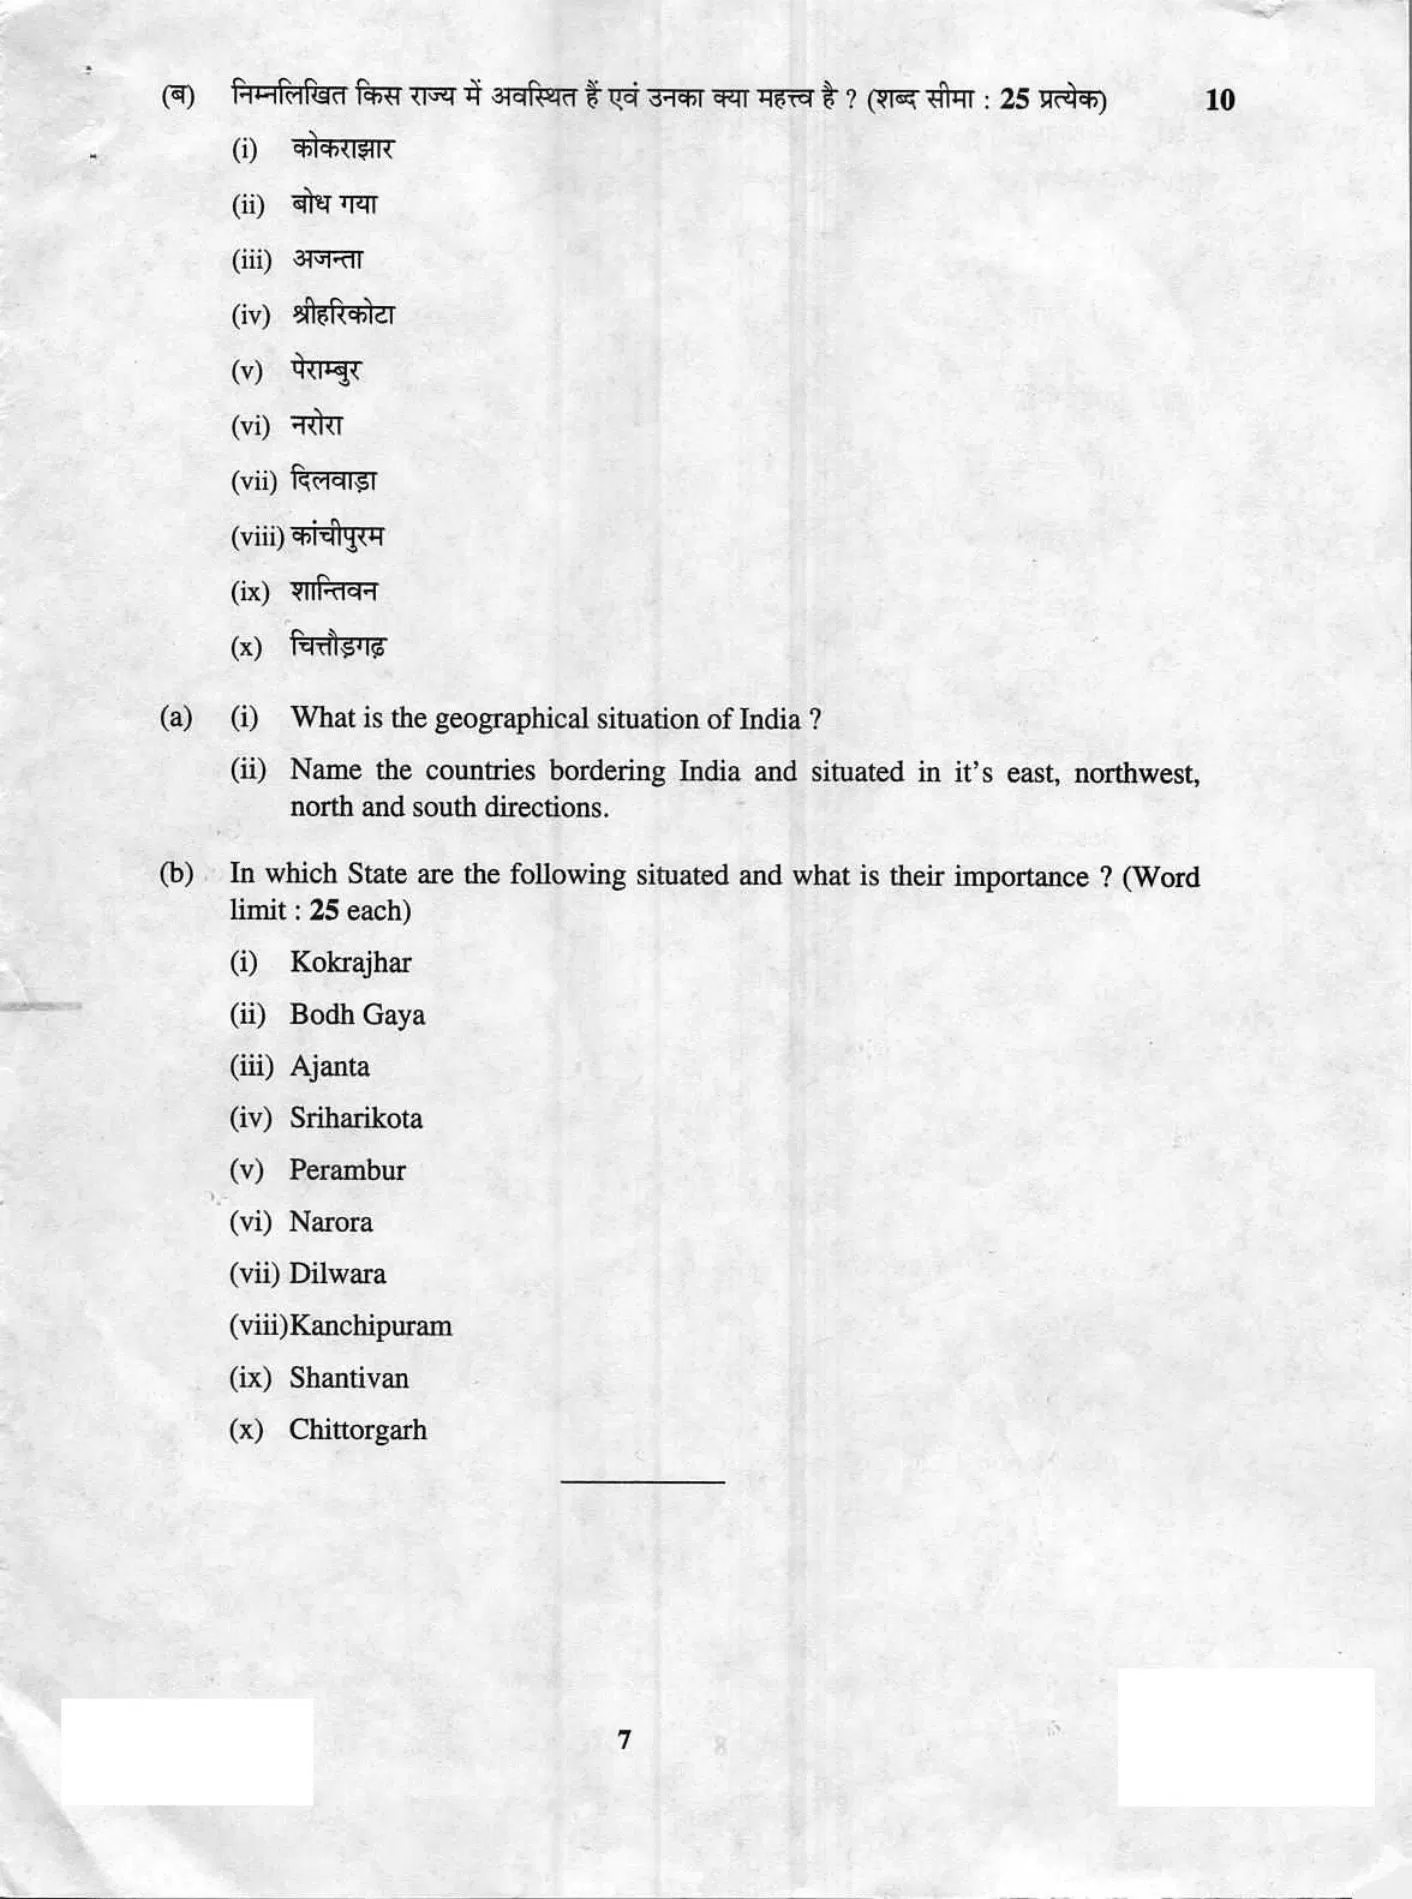 (ब) निम्नलिखित किस राज्य में अवस्थित हैं एवं उनका क्या महत्त्व है ? (शब्द सीमा : 25 प्रत्येक) 10
(i) कोकराझार
(ii) बोध गया
(iii) अजन्ता
(iv) श्रीहरिकोटा
(v) पेराम्बुर
(vi) नरोरा
(vii) दिलवाड़ा
(viii) कांचीपुरम
(ix) शान्तिवन
(x) चित्तौड़गढ़
(a) (i) What is the geographical situation of India ?
(ii) Name the countries bordering India and situated in it's east, northwest,
north and south directions.
(b) In which State are the following situated and what is their importance ? (Word
limit : 25 each)
(i) Kokrajhar
(ii) Bodh Gaya
(iii) Ajanta
(iv) Sriharikota
(v) Perambur
(vi) Narora
(vii) Dilwara
(viii) Kanchipuram
(ix) Shantivan
(x) Chittorgarh
7